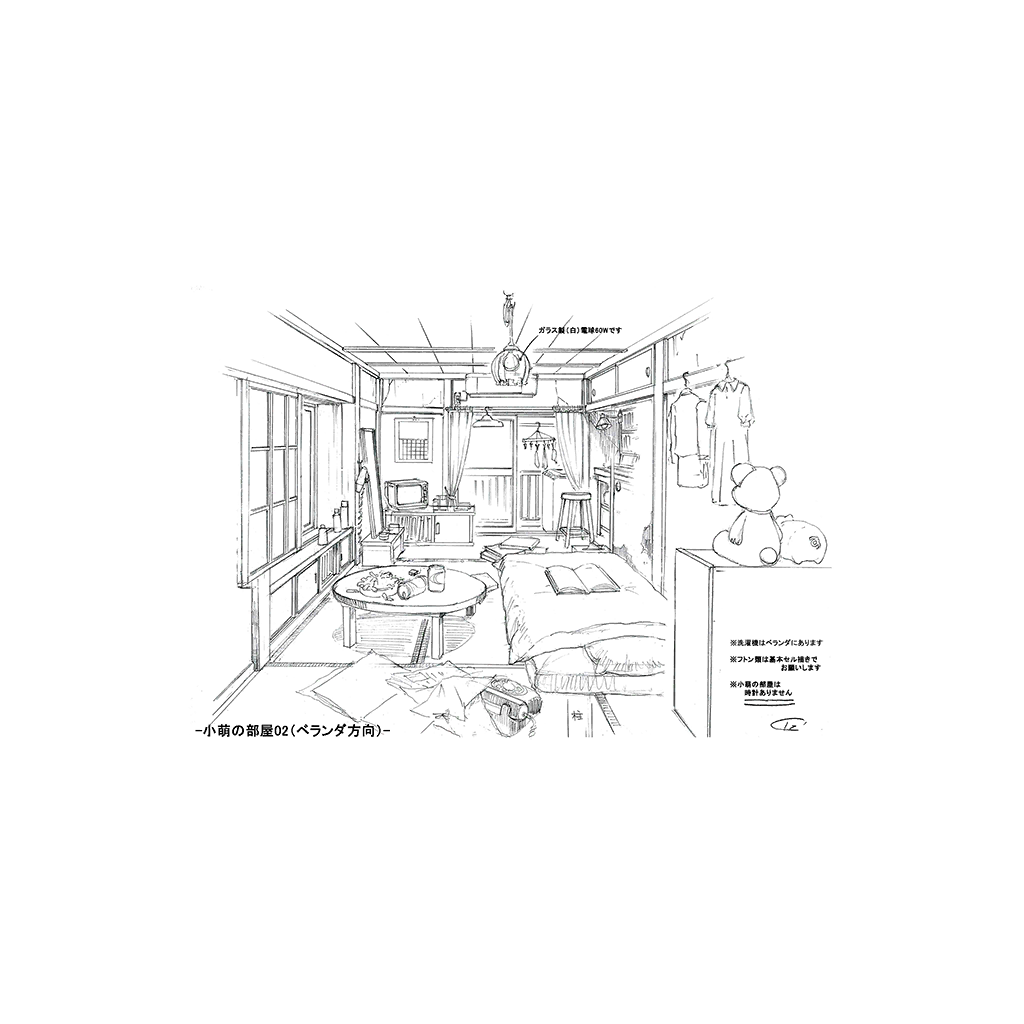 ガラス製(白)電球60Wです
※洗濯機はベランダにあります
※フトン類は基本セル描きで
お願いします
※小萌の部屋は
時計ありません
-小萌の部屋02(ベランダ方向)-